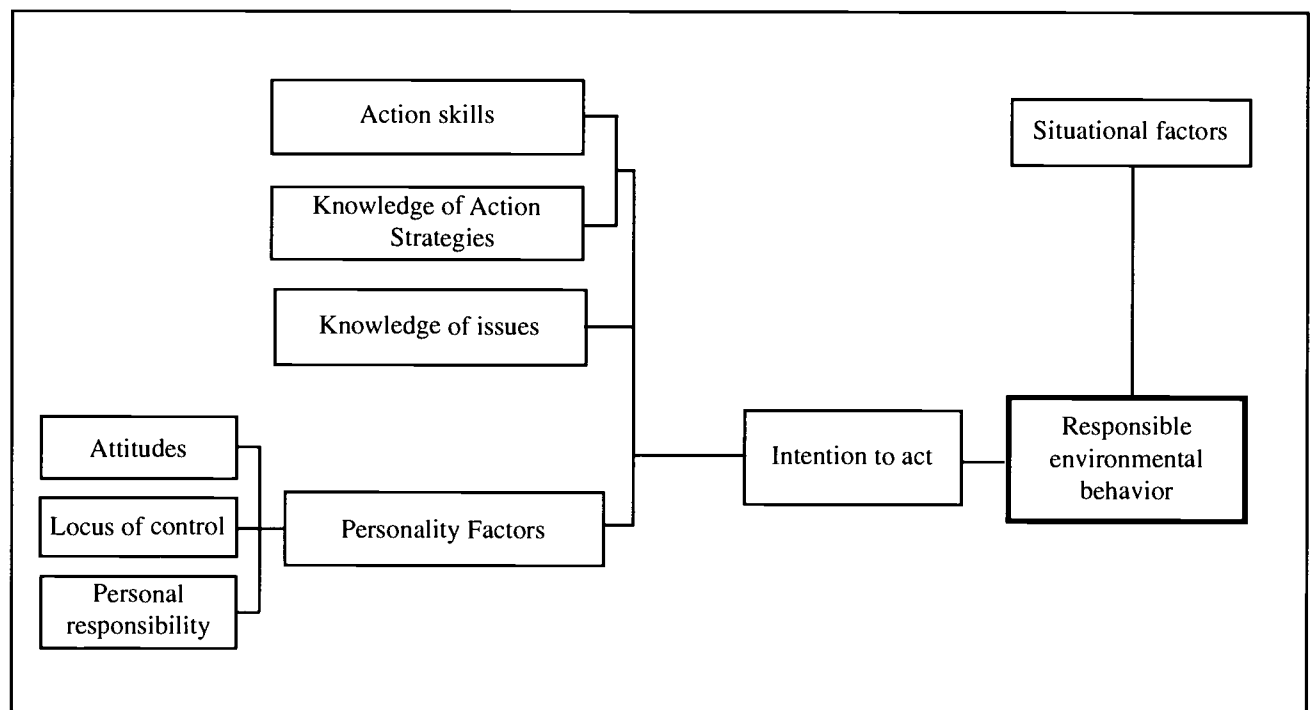 Action skills
Situational factors
Knowledge of Action
Strategies
Knowledge of issues
Attitudes
Locus of control
Personal
responsibility
Personality Factors
Intention to act
Responsible
environmental
behavior